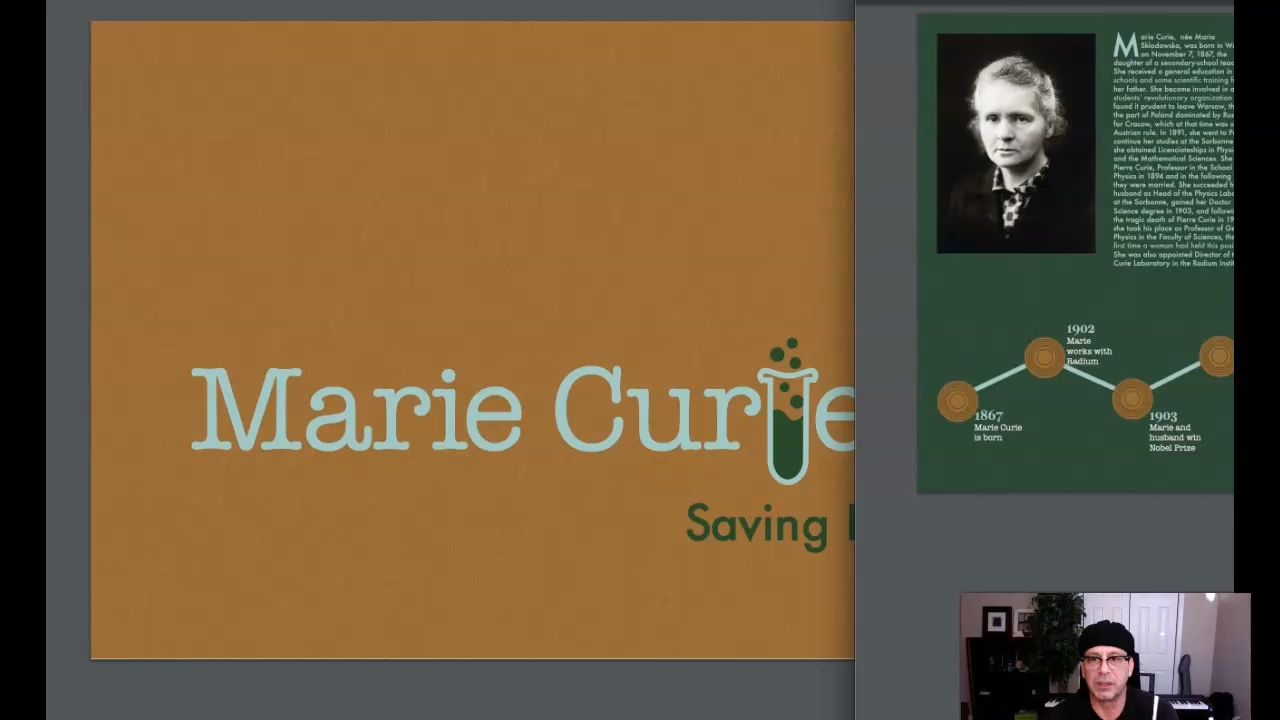 Marie Curie
Saving
Marie Curie, née Maria
Sklodowska, was born in
on November 7, 1867, the
daughter of a secondary-school
She received a general education in
schools and some scientific training
her father. She became involved in a
students' revolutionary organization
found it prudent to leave Warsaw,
the part of Poland dominated by
for Cracow, which at that time was
Austrian rule. In 1891, she went to
continue her studies at the Sorbonne
she obtained Licenciateships in
and the Mathematical Sciences. She
Pierre Curie, Professor in the School
Physics in 1894 and in the following
they were married. She succeeded
husband as Head of the Physics
at the Sorbonne, gained her Doctor
Science degree in 1903, and
the tragic death of Pierre Curie in
she took his place as Professor of
Physics in the Faculty of Sciences,
first time a woman had held this
She was also appointed Director of
Curie Laboratory in the Radium
1902
Marie
works with
Radium
1867
Marie Curie
is born
1903
Marie and
husband win
Nobel Prize